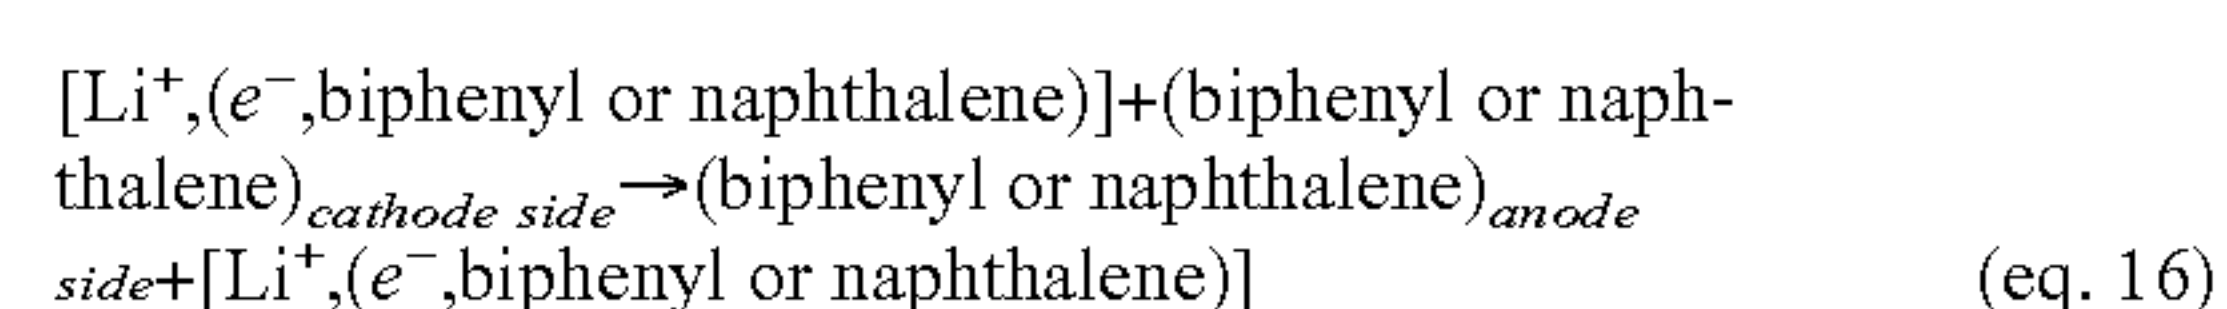 [Li⁺,(e⁻,biphenyl or naphthalene)]+(biphenyl or naph-
thalene)cathode side→(biphenyl or naphthalene)anode
side+[Li⁺,(e⁻,biphenyl or naphthalene)] (eq. 16)